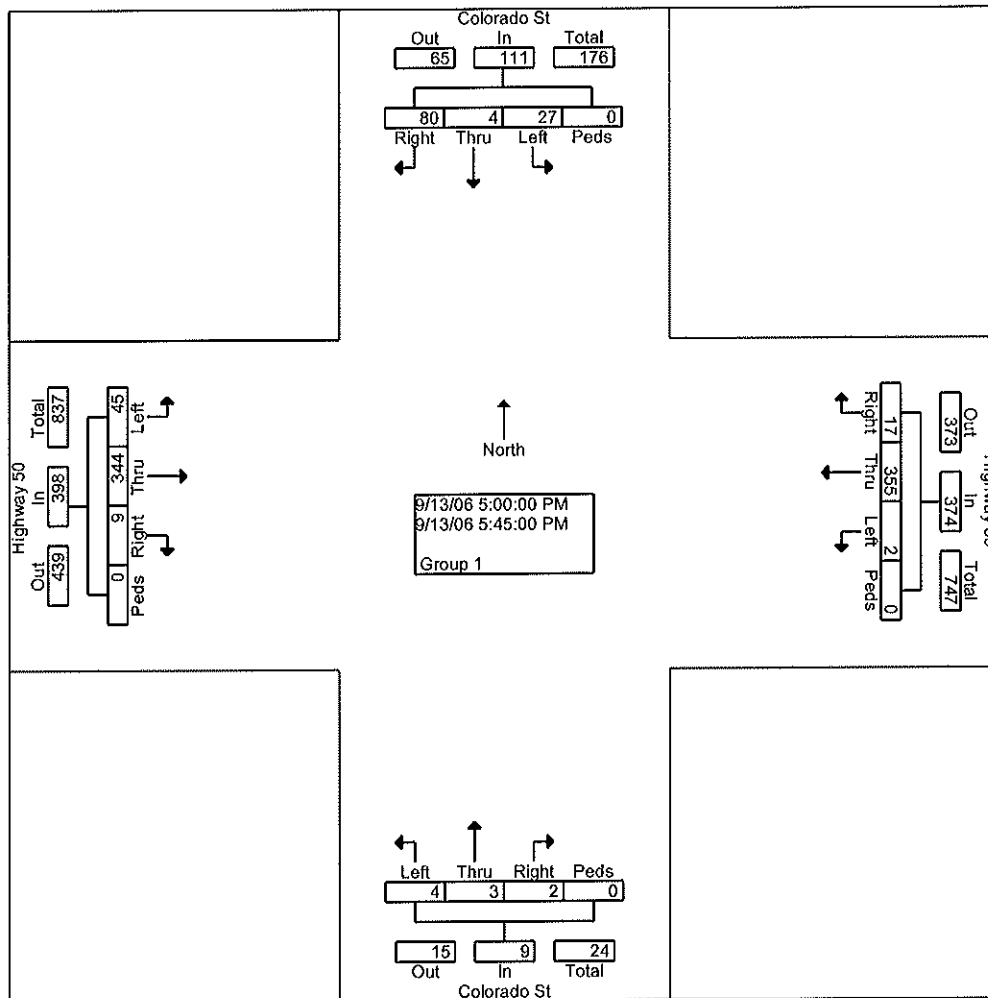 Colorado St
Out In Total
65 111 176
80 4 27 0
Right Thru Left Peds
Highway 50
Total In Out
837 398 439
45 344 9 0
Left Thru Right Peds
North
9/13/06 5:00:00 PM
9/13/06 5:45:00 PM
Group 1
Right Thru Left Peds
17 355 2 0
Out In Total
373 374 747
Left Thru Right Peds
4 3 2 0
15 9 24
Out In Total
Colorado St